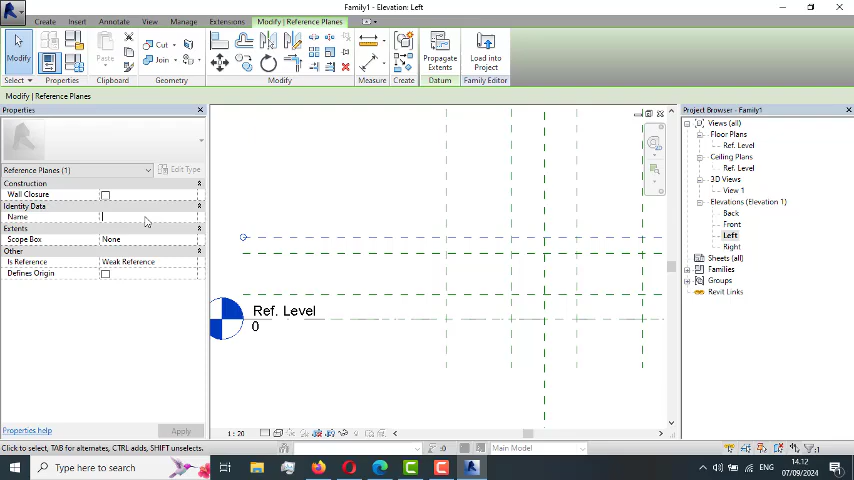 Family1 - Elevation: Left
Create Insert Annotate View Manage Extensions Modify | Reference Planes
Modify
Paste
Cut
Join
Propagate
Extents
Load into
Project
Select Properties Clipboard Geometry Modify Measure Create Datum Family Editor
Modify | Reference Planes
Properties
Reference Planes (1)
Edit Type
Construction
Wall Closure
Identity Data
Name
Extents
Scope Box None
Other
Is Reference Weak Reference
Defines Origin
Properties help
Apply
Ref. Level
0
1 : 20
Project Browser - Family1
Views (all)
Floor Plans
Ref. Level
Ceiling Plans
Ref. Level
3D Views
View 1
Elevations (Elevation 1)
Back
Front
Left
Right
Sheets (all)
Families
Groups
Revit Links
Click to select, TAB for alternates, CTRL adds, SHIFT unselects.
:0
Main Model
:1
Type here to search
ENG
14.12
07/09/2024